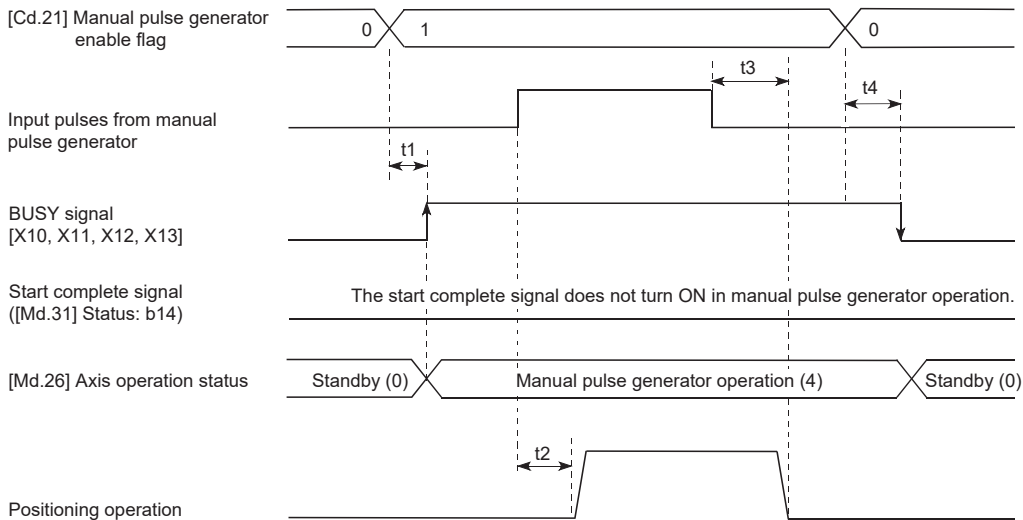 [Cd.21] Manual pulse generator
enable flag
0
1
0
t3
t4
Input pulses from manual
pulse generator
t1
BUSY signal
[X10, X11, X12, X13]
Start complete signal
([Md.31] Status: b14)
The start complete signal does not turn ON in manual pulse generator operation.
[Md.26] Axis operation status
Standby (0)
Manual pulse generator operation (4)
Standby (0)
t2
Positioning operation